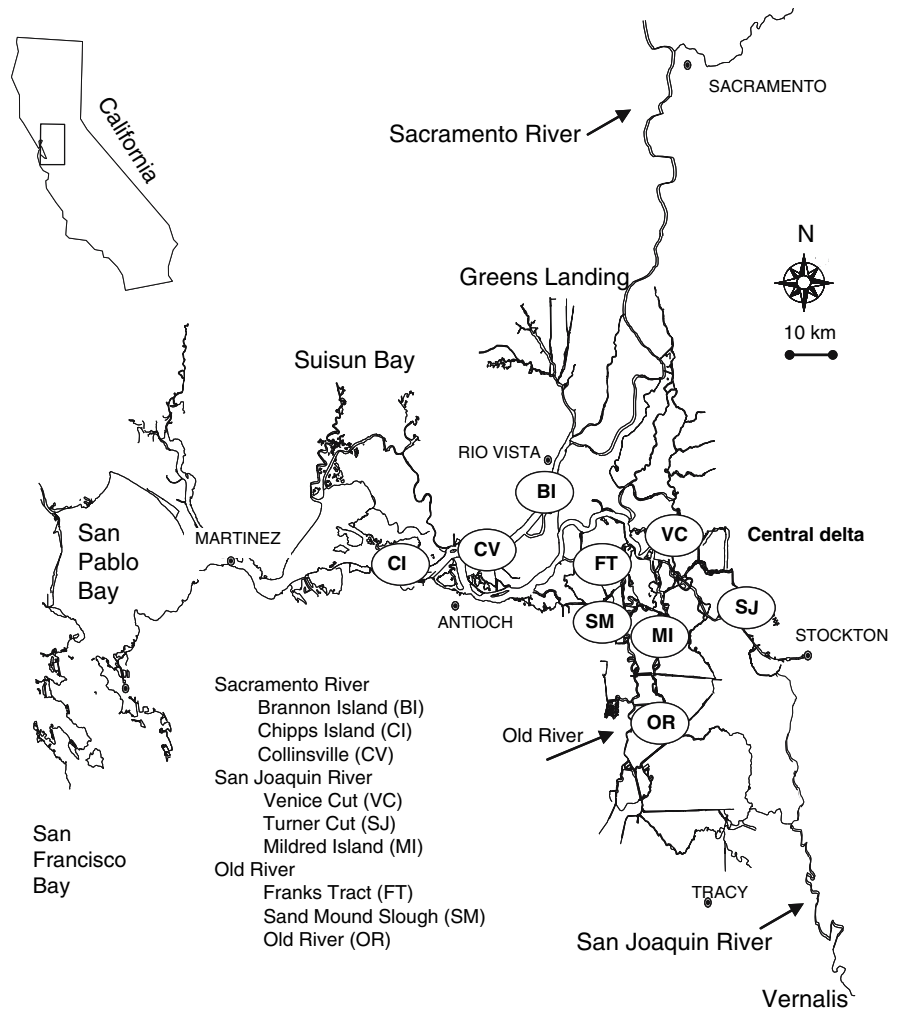 California
SACRAMENTO
Sacramento River
N
Greens Landing
10 km
Suisun Bay
RIO VISTA
BI
San
Pablo
Bay
MARTINEZ
CI
CV
VC
Central delta
FT
ANTIOCH
SM
MI
SJ
STOCKTON
Sacramento River
Brannon Island (BI)
Chipps Island (CI)
Collinsville (CV)
San Joaquin River
Venice Cut (VC)
Turner Cut (SJ)
Mildred Island (MI)
Old River
Franks Tract (FT)
Sand Mound Slough (SM)
Old River (OR)
OR
Old River
San
Francisco
Bay
TRACY
San Joaquin River
Vernalis